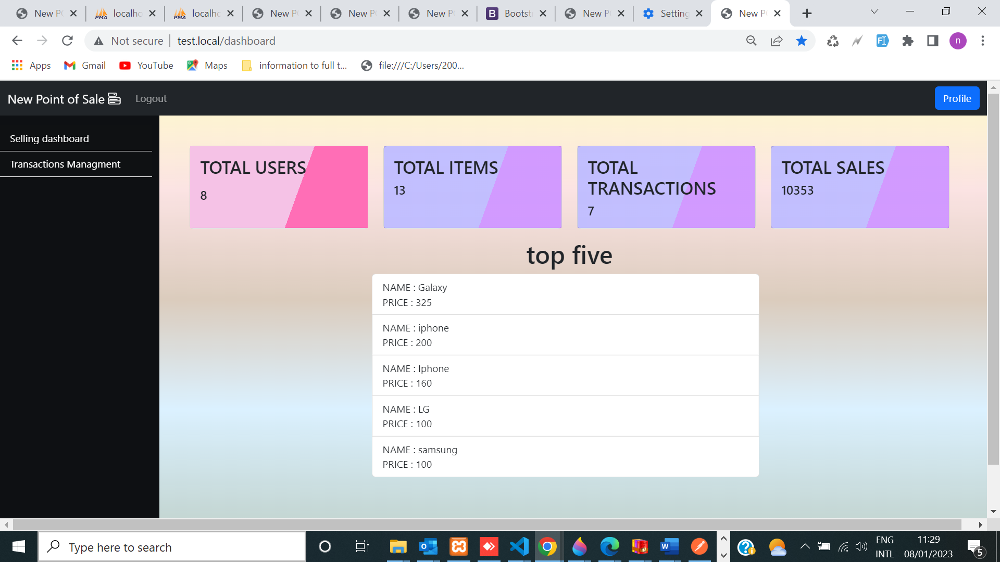 New P
localho
localho
New P
New P
New P
Bootst
New P
Setting
New P
Not secure
test.local/dashboard
n
Apps
Gmail
YouTube
Maps
information to full t...
file:///C:/Users/200...
New Point of Sale
Logout
Profile
Selling dashboard
Transactions Managment
TOTAL USERS
8
TOTAL ITEMS
13
TOTAL
TRANSACTIONS
7
TOTAL SALES
10353
top five
NAME : Galaxy
PRICE : 325
NAME : iphone
PRICE : 200
NAME : Iphone
PRICE : 160
NAME : LG
PRICE : 100
NAME : samsung
PRICE : 100
Type here to search
ENG
INTL
11:29
08/01/2023
5